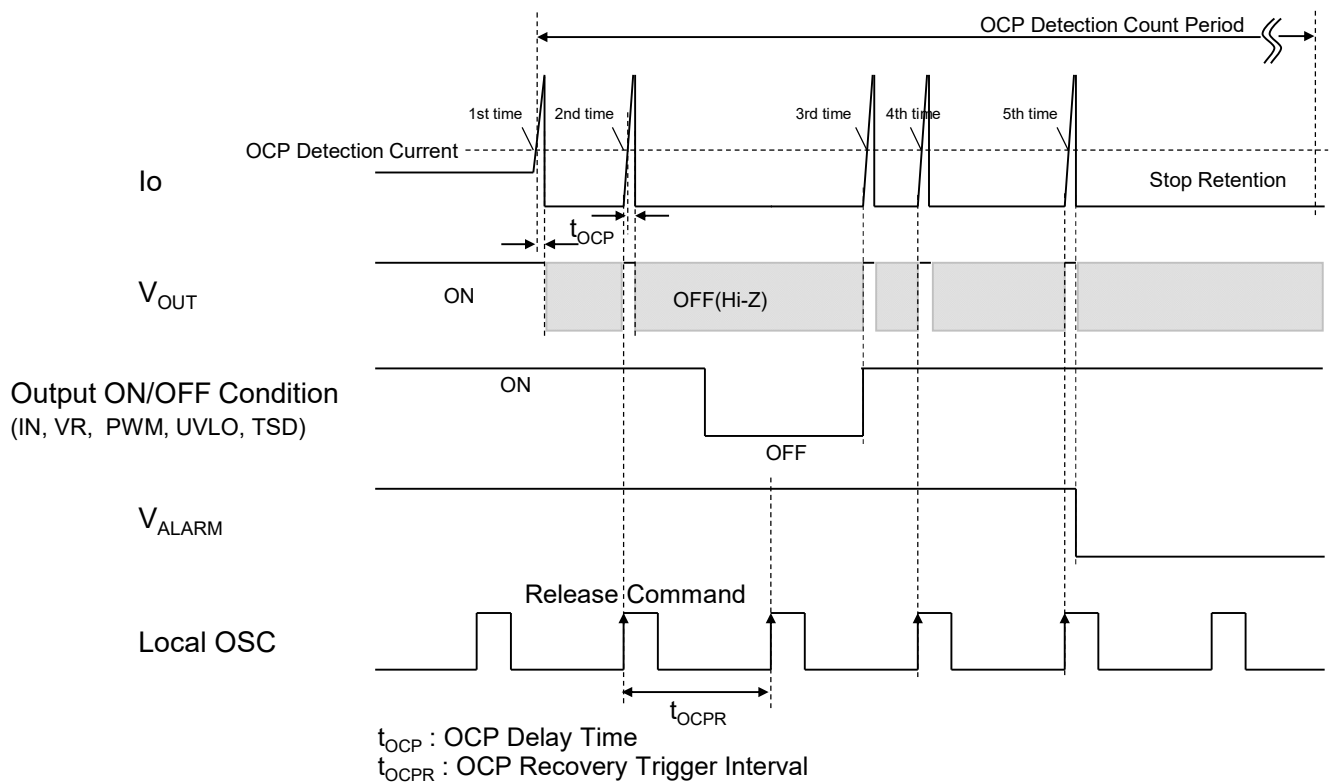 OCP Detection Count Period
1st time
2nd time
3rd time
4th time
5th time
OCP Detection Current
Io
Stop Retention
tOCP
VOUT
ON
OFF(Hi-Z)
Output ON/OFF Condition
ON
(IN, VR, PWM, UVLO, TSD)
OFF
VALARM
Release Command
Local OSC
tOCPR
tOCP : OCP Delay Time
tOCPR : OCP Recovery Trigger Interval